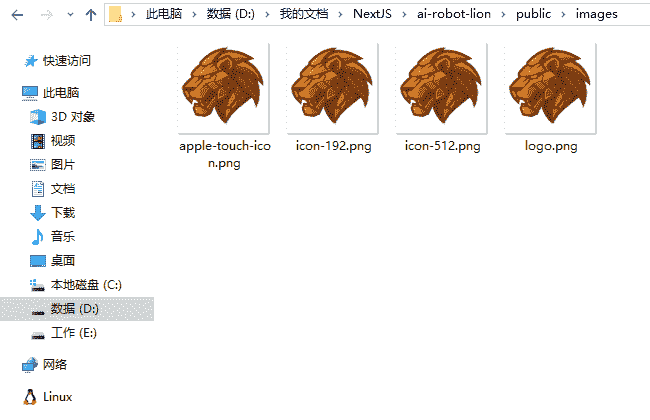 此电脑 > 数据 (D:) > 我的文档 > NextJS > ai-robot-lion > public > images
快速访问
此电脑
3D 对象
视频
图片
文档
下载
音乐
桌面
本地磁盘 (C:)
数据 (D:)
工作 (E:)
网络
Linux
apple-touch-ico
n.png
icon-192.png
icon-512.png
logo.png